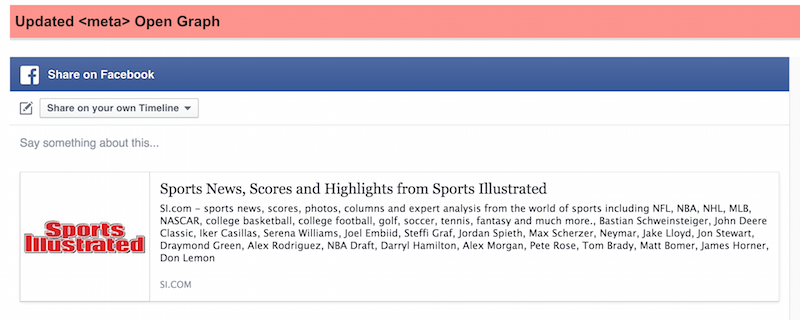 Updated <meta> Open Graph
f Share on Facebook
Share on your own Timeline
Say something about this...
Sports News, Scores and Highlights from Sports Illustrated
SI.com – sports news, scores, photos, columns and expert analysis from the world of sports including NFL, NBA, NHL, MLB,
NASCAR, college basketball, college football, golf, soccer, tennis, fantasy and much more., Bastian Schweinsteiger, John Deere
Classic, Iker Casillas, Serena Williams, Joel Embiid, Steffi Graf, Jordan Spieth, Max Scherzer, Neymar, Jake Lloyd, Jon Stewart,
Draymond Green, Alex Rodriguez, NBA Draft, Darryl Hamilton, Alex Morgan, Pete Rose, Tom Brady, Matt Bomer, James Horner,
Don Lemon
Sports
Illustrated
SI.COM